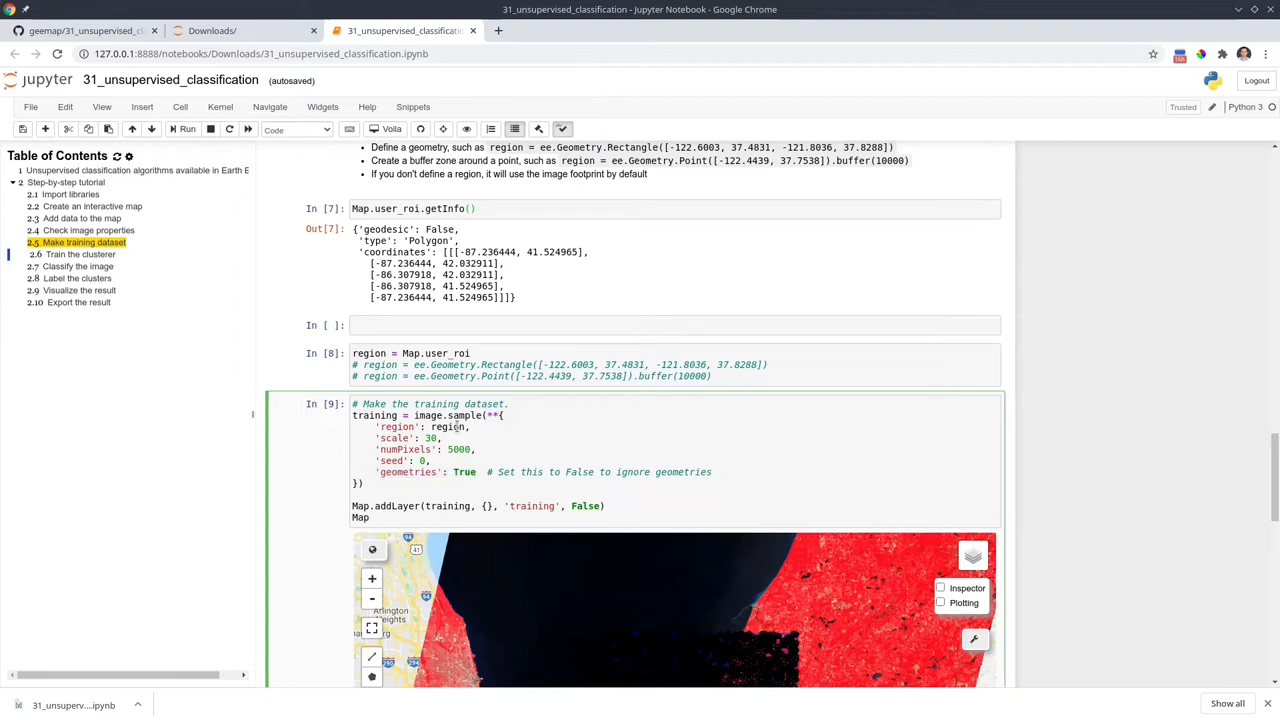 31_unsupervised_classification - Jupyter Notebook - Google Chrome
geemap/31_unsupervised_cl
Downloads/
31_unsupervised_classificatio
127.0.0.1:8888/notebooks/Downloads/31_unsupervised_classification.ipynb
jupyter 31_unsupervised_classification (autosaved)
Logout
File Edit View Insert Cell Kernel Navigate Widgets Help Snippets
Trusted Python 3
Run Code Voila
Table of Contents
1 Unsupervised classification algorithms available in Earth E
2 Step-by-step tutorial
2.1 Import libraries
2.2 Create an interactive map
2.3 Add data to the map
2.4 Check image properties
2.5 Make training dataset
2.6 Train the clusterer
2.7 Classify the image
2.8 Label the clusters
2.9 Visualize the result
2.10 Export the result
• Define a geometry, such as region = ee.Geometry.Rectangle([-122.6003, 37.4831, -121.8036, 37.8288])
• Create a buffer zone around a point, such as region = ee.Geometry.Point([-122.4439, 37.7538]).buffer(10000)
• If you don't define a region, it will use the image footprint by default
In [7]: Map.user_roi.getInfo()
Out[7]: {'geodesic': False,
'type': 'Polygon',
'coordinates': [[[-87.236444, 41.524965],
[-87.236444, 42.032911],
[-86.307918, 42.032911],
[-86.307918, 41.524965],
[-87.236444, 41.524965]]]}
In [ ]:
In [8]: region = Map.user_roi
# region = ee.Geometry.Rectangle([-122.6003, 37.4831, -121.8036, 37.8288])
# region = ee.Geometry.Point([-122.4439, 37.7538]).buffer(10000)
In [9]: # Make the training dataset.
training = image.sample(**{
'region': region,
'scale': 30,
'numPixels': 5000,
'seed': 0,
'geometries': True # Set this to False to ignore geometries
})
Map.addLayer(training, {}, 'training', False)
Map
94
41
+
-
94
Arlington
Heights
290
294
Inspector
Plotting
31_unsuperv....ipynb
Show all